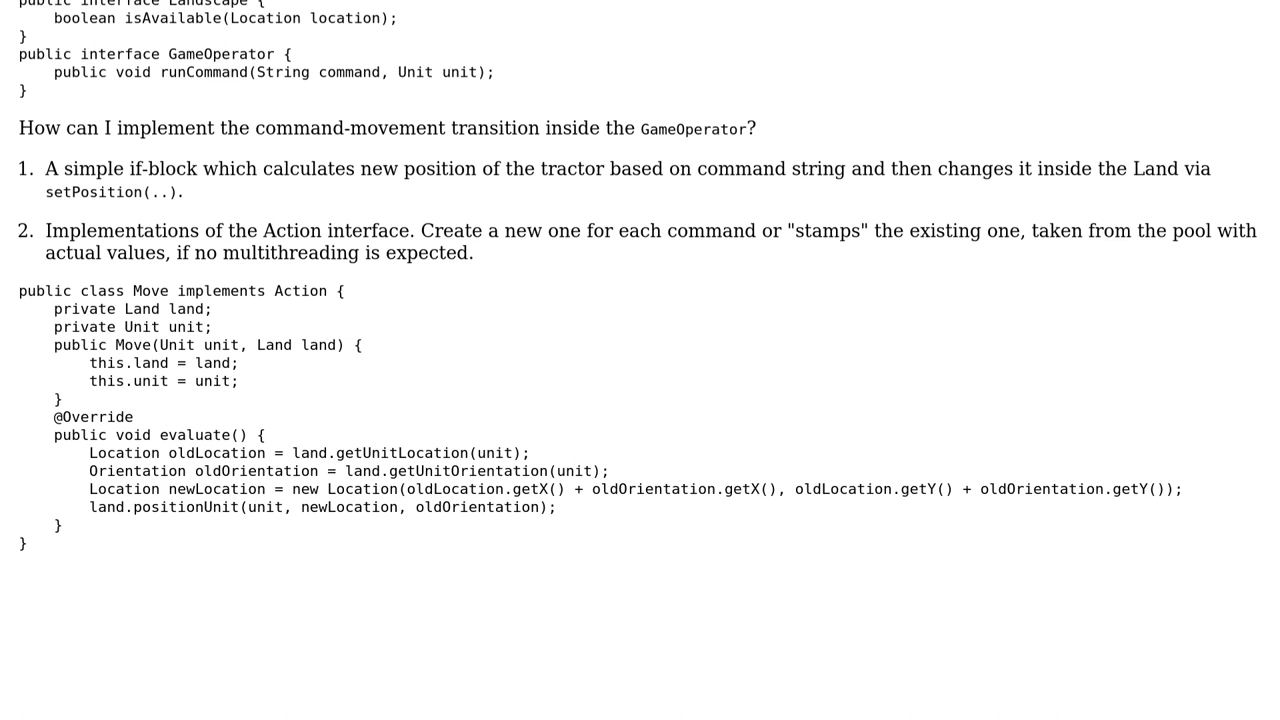 public interface Landscape {
    boolean isAvailable(Location location);
}
public interface GameOperator {
    public void runCommand(String command, Unit unit);
}
How can I implement the command-movement transition inside the GameOperator?
1. A simple if-block which calculates new position of the tractor based on command string and then changes it inside the Land via
setPosition(..).
2. Implementations of the Action interface. Create a new one for each command or "stamps" the existing one, taken from the pool with
actual values, if no multithreading is expected.
public class Move implements Action {
    private Land land;
    private Unit unit;
    public Move(Unit unit, Land land) {
        this.land = land;
        this.unit = unit;
    }
    @Override
    public void evaluate() {
        Location oldLocation = land.getUnitLocation(unit);
        Orientation oldOrientation = land.getUnitOrientation(unit);
        Location newLocation = new Location(oldLocation.getX() + oldOrientation.getX(), oldLocation.getY() + oldOrientation.getY());
        land.positionUnit(unit, newLocation, oldOrientation);
    }
}